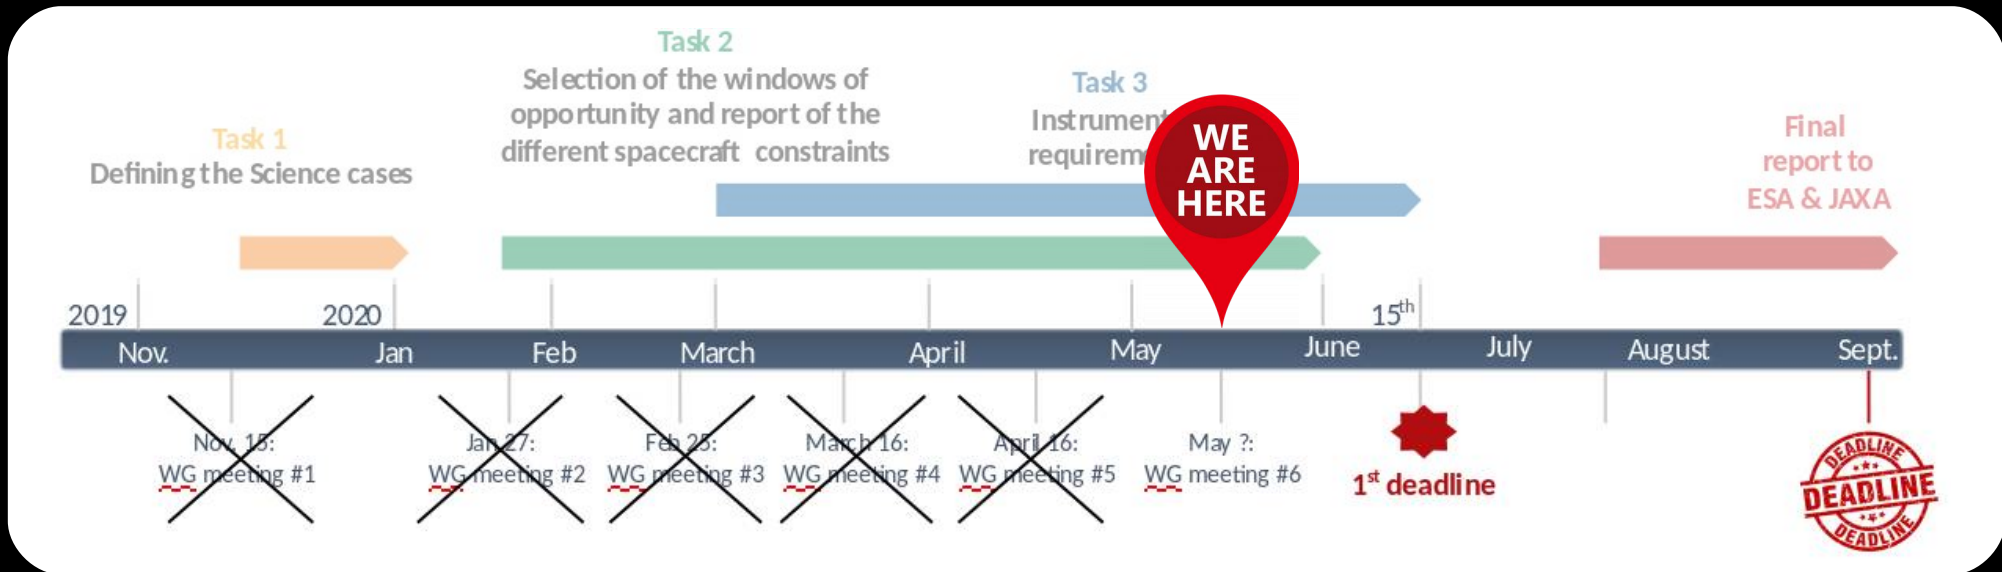 Task 1
Defining the Science cases
Task 2
Selection of the windows of
opportunity and report of the
different spacecraft constraints
Task 3
Instrument
WE
ARE
HERE
Final
report to
ESA & JAXA
2019
2020
15th
Nov.
Jan
Feb
March
April
May
June
July
August
Sept.
Nov. 15:
WG meeting #1
Jan 27:
WG meeting #2
Feb 25:
WG meeting #3
March 16:
WG meeting #4
April 16:
WG meeting #5
May ?:
WG meeting #6
1st deadline
DEADLINE
DEADLINE
DEADLINE